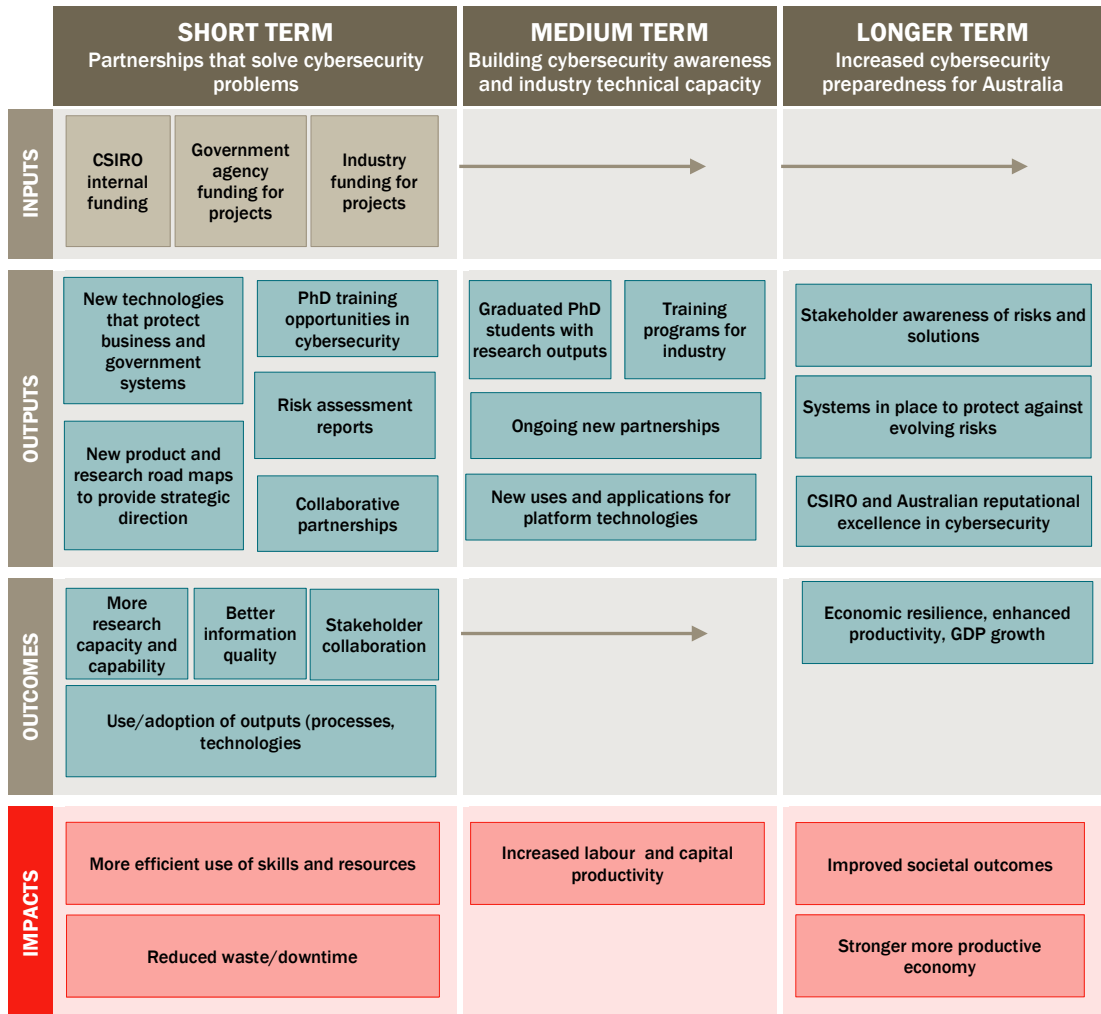 SHORT TERM
Partnerships that solve cybersecurity
problems
MEDIUM TERM
Building cybersecurity awareness
and industry technical capacity
LONGER TERM
Increased cybersecurity
preparedness for Australia
INPUTS
CSIRO
internal
funding
Government
agency
funding for
projects
Industry
funding for
projects
OUTPUTS
New technologies
that protect
business and
government
systems
PhD training
opportunities in
cybersecurity
Risk assessment
reports
New product and
research road maps
to provide strategic
direction
Collaborative
partnerships
Graduated PhD
students with
research outputs
Training
programs for
industry
Ongoing new partnerships
New uses and applications for
platform technologies
Stakeholder awareness of risks and
solutions
Systems in place to protect against
evolving risks
CSIRO and Australian reputational
excellence in cybersecurity
OUTCOMES
More
research
capacity and
capability
Better
information
quality
Stakeholder
collaboration
Use/adoption of outputs (processes,
technologies
Economic resilience, enhanced
productivity, GDP growth
IMPACTS
More efficient use of skills and resources
Reduced waste/downtime
Increased labour and capital
productivity
Improved societal outcomes
Stronger more productive
economy